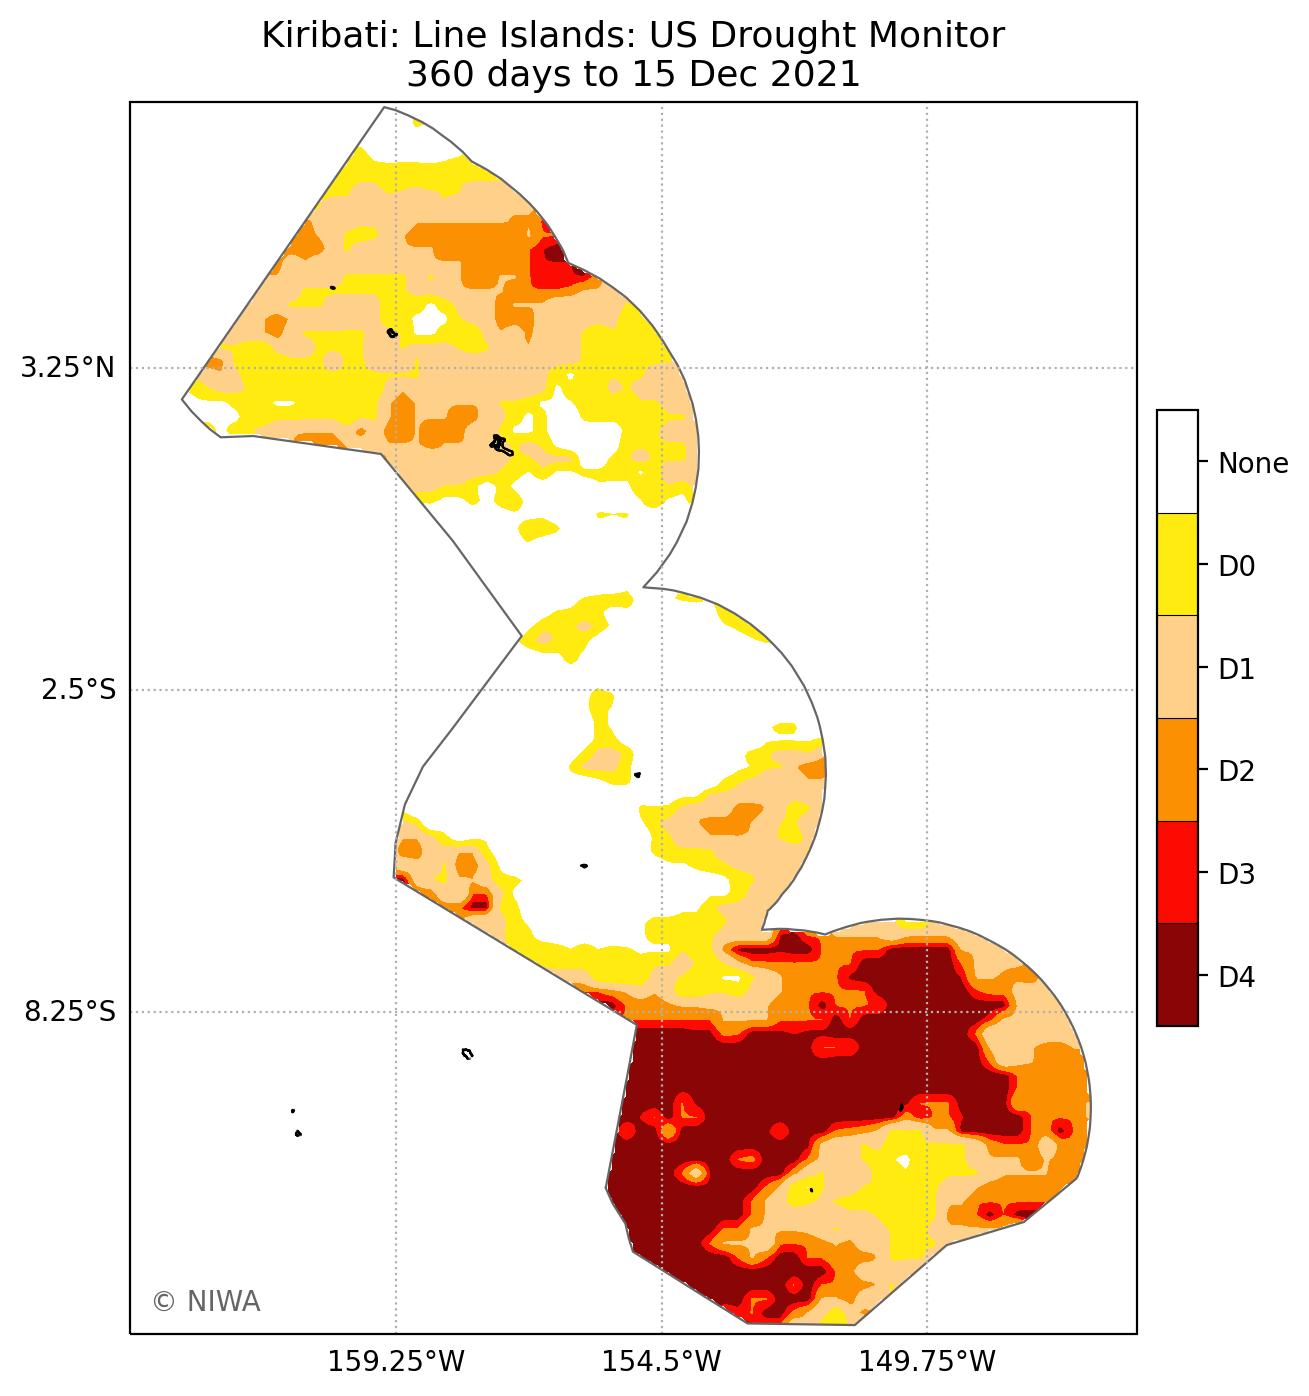 Kiribati: Line Islands: US Drought Monitor
360 days to 15 Dec 2021
3.25°N
2.5°S
8.25°S
159.25°W
154.5°W
149.75°W
None
D0
D1
D2
D3
D4
© NIWA